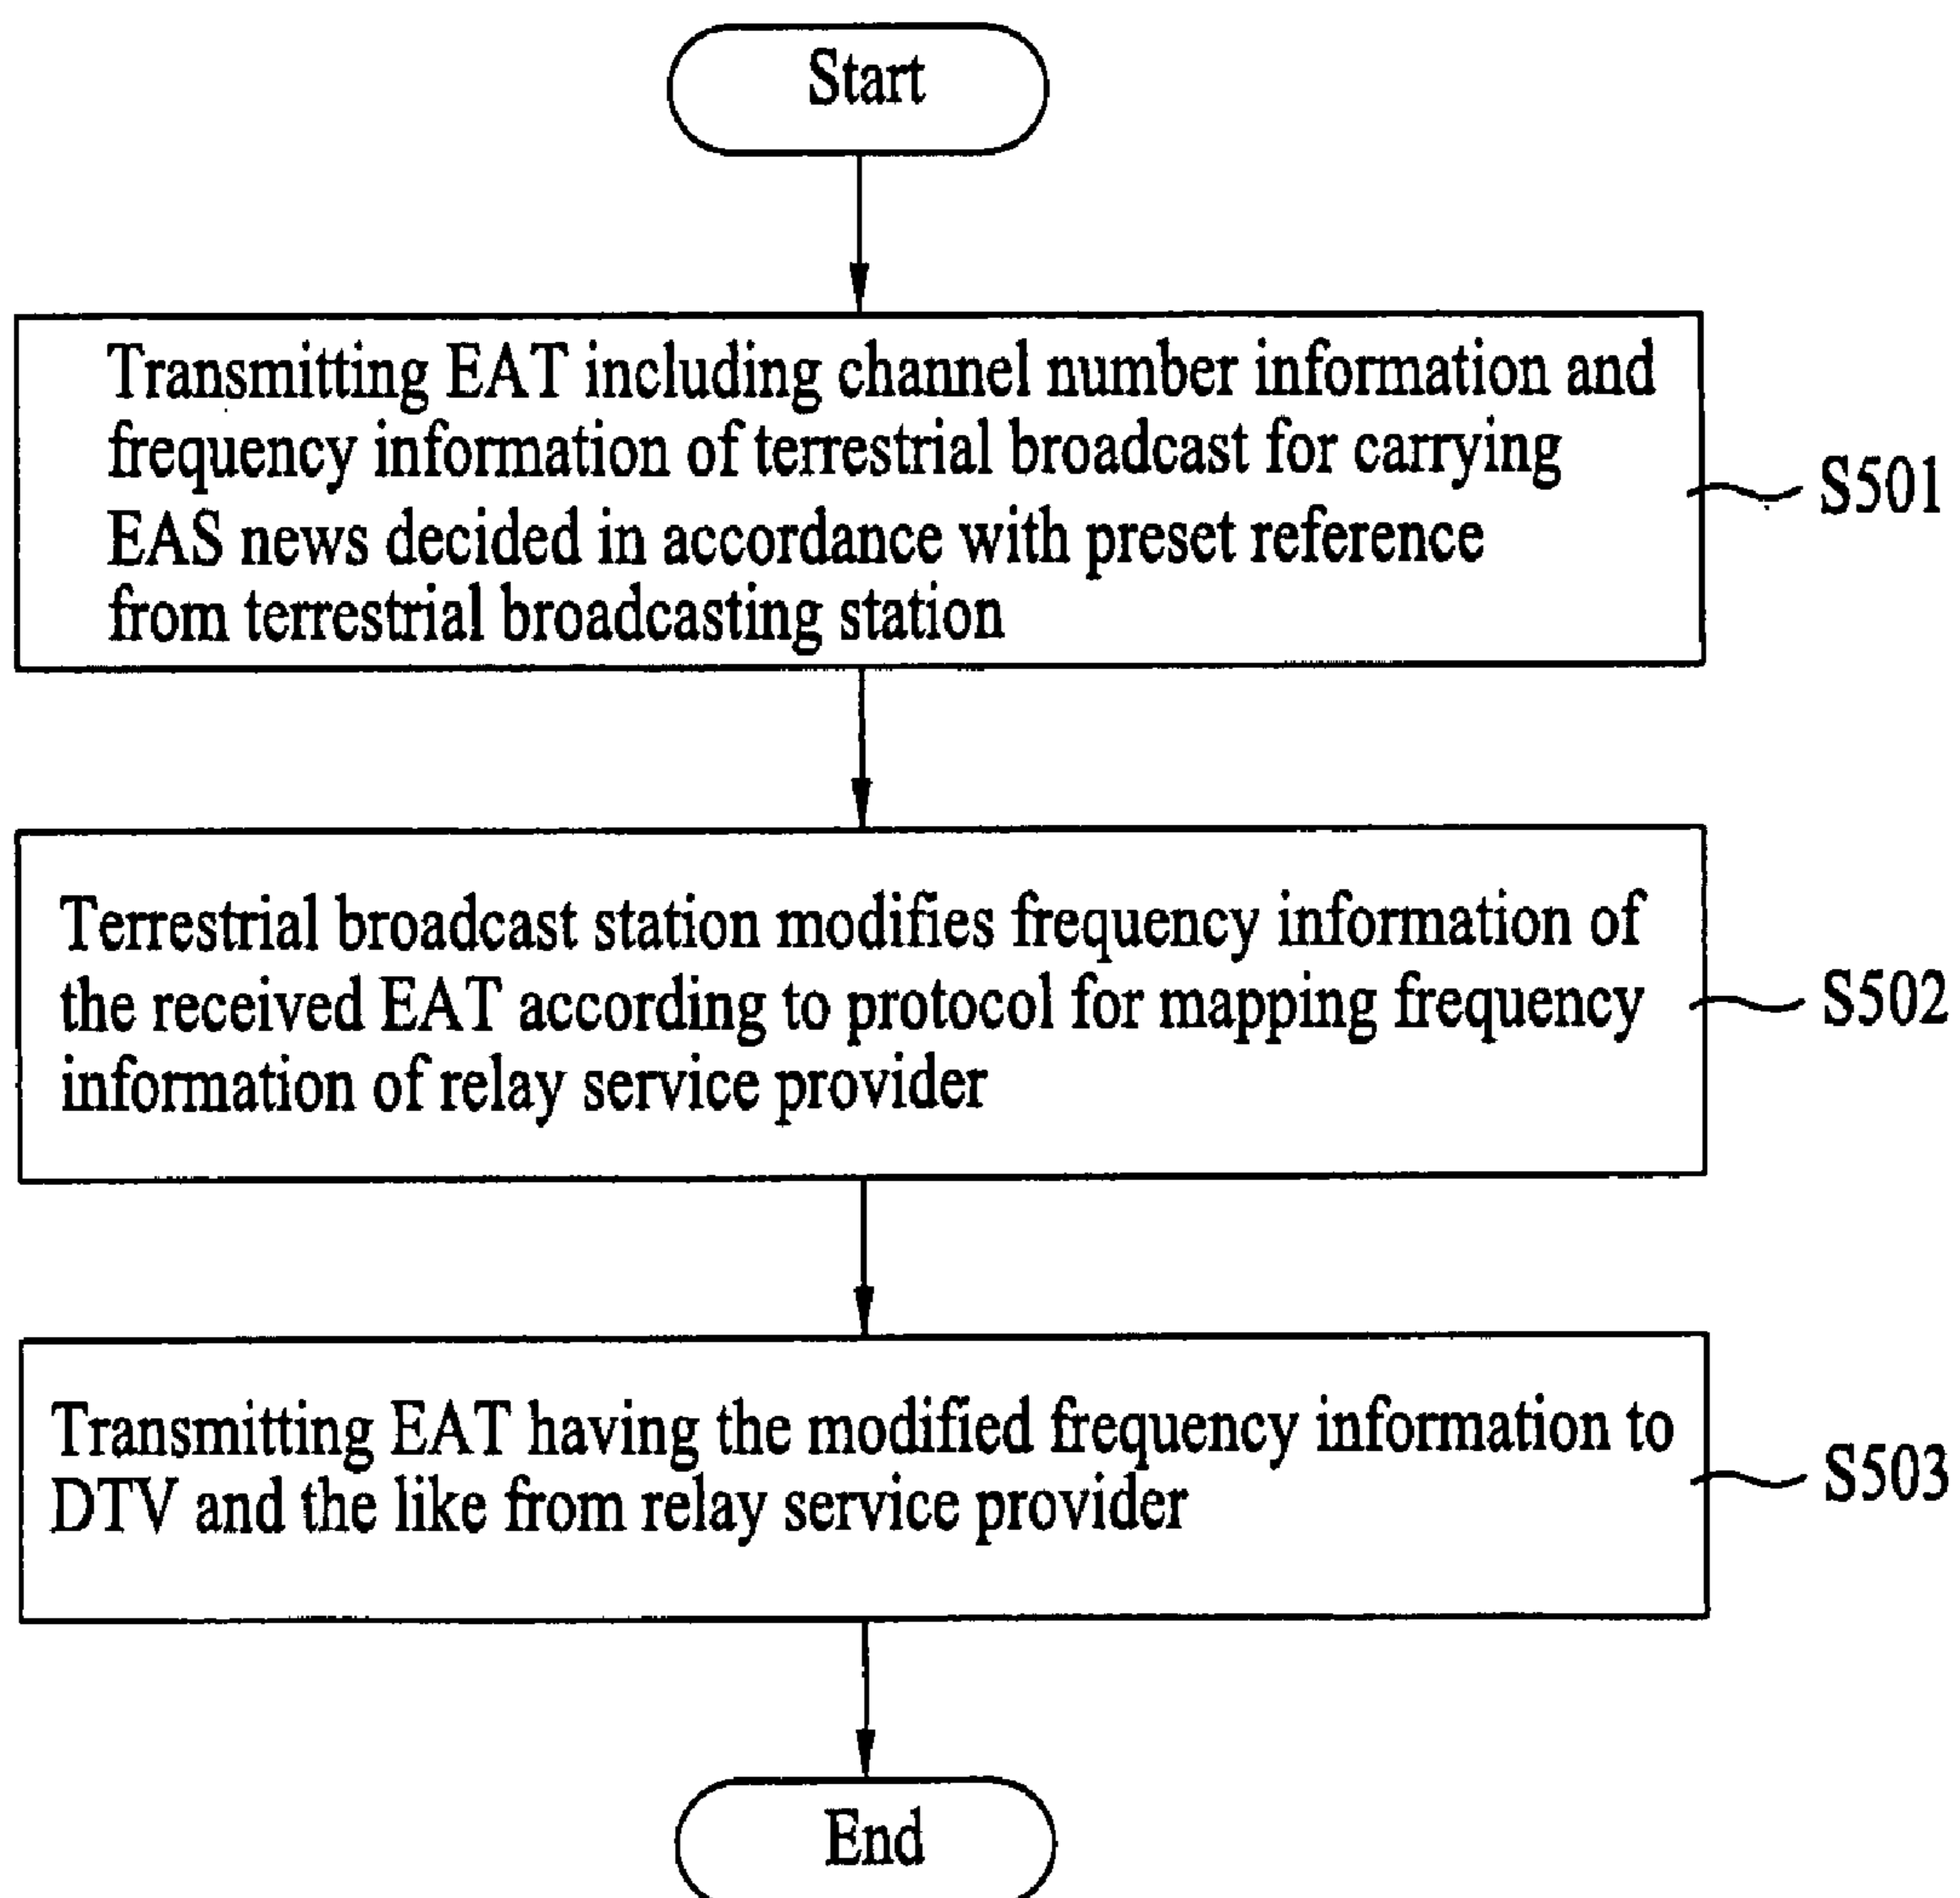 Start
Transmitting EAT including channel number information and
frequency information of terrestrial broadcast for carrying
EAS news decided in accordance with preset reference
from terrestrial broadcasting station
S501
Terrestrial broadcast station modifies frequency information of
the received EAT according to protocol for mapping frequency
information of relay service provider
S502
Transmitting EAT having the modified frequency information to
DTV and the like from relay service provider
S503
End